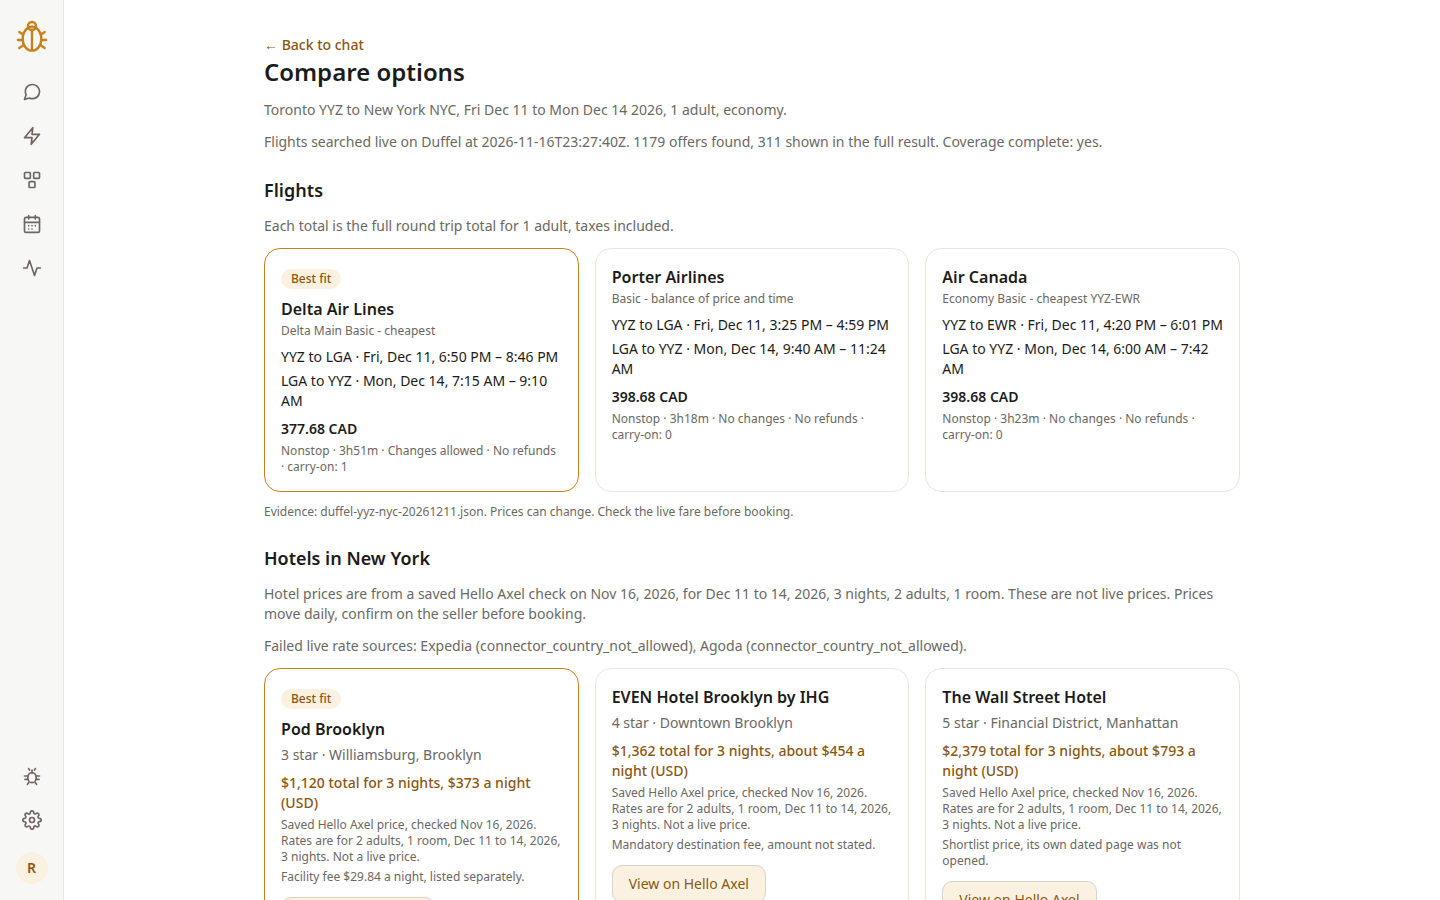 ← Back to chat
Compare options
Toronto YYZ to New York NYC, Fri Dec 11 to Mon Dec 14 2026, 1 adult, economy.
Flights searched live on Duffel at 2026-11-16T23:27:40Z. 1179 offers found, 311 shown in the full result. Coverage complete: yes.
Flights
Each total is the full round trip total for 1 adult, taxes included.
Best fit
Delta Air Lines
Delta Main Basic - cheapest
YYZ to LGA · Fri, Dec 11, 6:50 PM – 8:46 PM
LGA to YYZ · Mon, Dec 14, 7:15 AM – 9:10
AM
377.68 CAD
Nonstop · 3h51m · Changes allowed · No refunds
· carry-on: 1
Porter Airlines
Basic - balance of price and time
YYZ to LGA · Fri, Dec 11, 3:25 PM – 4:59 PM
LGA to YYZ · Mon, Dec 14, 9:40 AM – 11:24
AM
398.68 CAD
Nonstop · 3h18m · No changes · No refunds ·
carry-on: 0
Air Canada
Economy Basic - cheapest YYZ-EWR
YYZ to EWR · Fri, Dec 11, 4:20 PM – 6:01 PM
LGA to YYZ · Mon, Dec 14, 6:00 AM – 7:42
AM
398.68 CAD
Nonstop · 3h23m · No changes · No refunds ·
carry-on: 0
Evidence: duffel-yyz-nyc-20261211.json. Prices can change. Check the live fare before booking.
Hotels in New York
Hotel prices are from a saved Hello Axel check on Nov 16, 2026, for Dec 11 to 14, 2026, 3 nights, 2 adults, 1 room. These are not live prices. Prices
move daily, confirm on the seller before booking.
Failed live rate sources: Expedia (connector_country_not_allowed), Agoda (connector_country_not_allowed).
Best fit
Pod Brooklyn
3 star · Williamsburg, Brooklyn
$1,120 total for 3 nights, $373 a night
(USD)
Saved Hello Axel price, checked Nov 16, 2026.
Rates are for 2 adults, 1 room, Dec 11 to 14, 2026,
3 nights. Not a live price.
Facility fee $29.84 a night, listed separately.
EVEN Hotel Brooklyn by IHG
4 star · Downtown Brooklyn
$1,362 total for 3 nights, about $454 a
night (USD)
Saved Hello Axel price, checked Nov 16, 2026.
Rates are for 2 adults, 1 room, Dec 11 to 14, 2026,
3 nights. Not a live price.
Mandatory destination fee, amount not stated.
View on Hello Axel
The Wall Street Hotel
5 star · Financial District, Manhattan
$2,379 total for 3 nights, about $793 a
night (USD)
Saved Hello Axel price, checked Nov 16, 2026.
Rates are for 2 adults, 1 room, Dec 11 to 14, 2026,
3 nights. Not a live price.
Shortlist price, its own dated page was not
opened.
View on Hello Axel
R